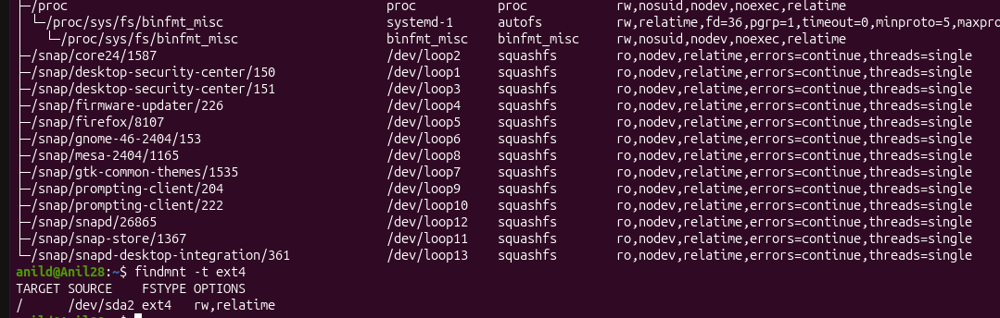 ├─/proc proc proc rw,nosuid,nodev,noexec,relatime
│ └─/proc/sys/fs/binfmt_misc systemd-1 autofs rw,relatime,fd=36,pgrp=1,timeout=0,minproto=5,maxpro
│   └─/proc/sys/fs/binfmt_misc binfmt_misc binfmt_misc rw,nosuid,nodev,noexec,relatime
├─/snap/core24/1587 /dev/loop2 squashfs ro,nodev,relatime,errors=continue,threads=single
├─/snap/desktop-security-center/150 /dev/loop1 squashfs ro,nodev,relatime,errors=continue,threads=single
├─/snap/desktop-security-center/151 /dev/loop3 squashfs ro,nodev,relatime,errors=continue,threads=single
├─/snap/firmware-updater/226 /dev/loop4 squashfs ro,nodev,relatime,errors=continue,threads=single
├─/snap/firefox/8107 /dev/loop5 squashfs ro,nodev,relatime,errors=continue,threads=single
├─/snap/gnome-46-2404/153 /dev/loop6 squashfs ro,nodev,relatime,errors=continue,threads=single
├─/snap/mesa-2404/1165 /dev/loop8 squashfs ro,nodev,relatime,errors=continue,threads=single
├─/snap/gtk-common-themes/1535 /dev/loop7 squashfs ro,nodev,relatime,errors=continue,threads=single
├─/snap/prompting-client/204 /dev/loop9 squashfs ro,nodev,relatime,errors=continue,threads=single
├─/snap/prompting-client/222 /dev/loop10 squashfs ro,nodev,relatime,errors=continue,threads=single
├─/snap/snapd/26865 /dev/loop12 squashfs ro,nodev,relatime,errors=continue,threads=single
├─/snap/snap-store/1367 /dev/loop11 squashfs ro,nodev,relatime,errors=continue,threads=single
└─/snap/snapd-desktop-integration/361 /dev/loop13 squashfs ro,nodev,relatime,errors=continue,threads=single
anild@Anil28:~$ findmnt -t ext4
TARGET SOURCE FSTYPE OPTIONS
/ /dev/sda2 ext4 rw,relatime